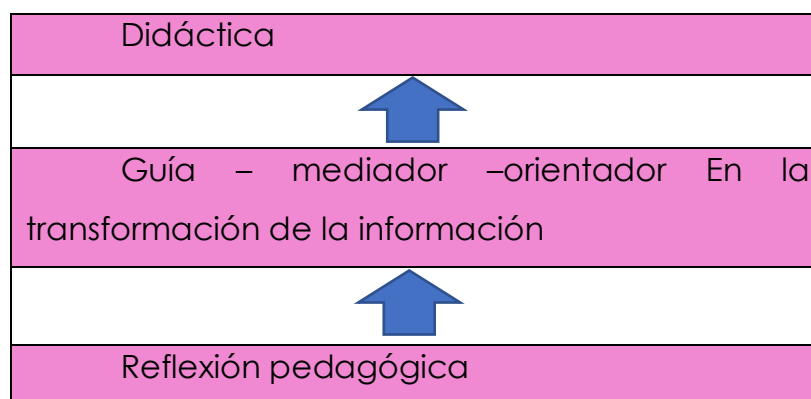 Didáctica
Guía – mediador –orientador En la
transformación de la información
Reflexión pedagógica